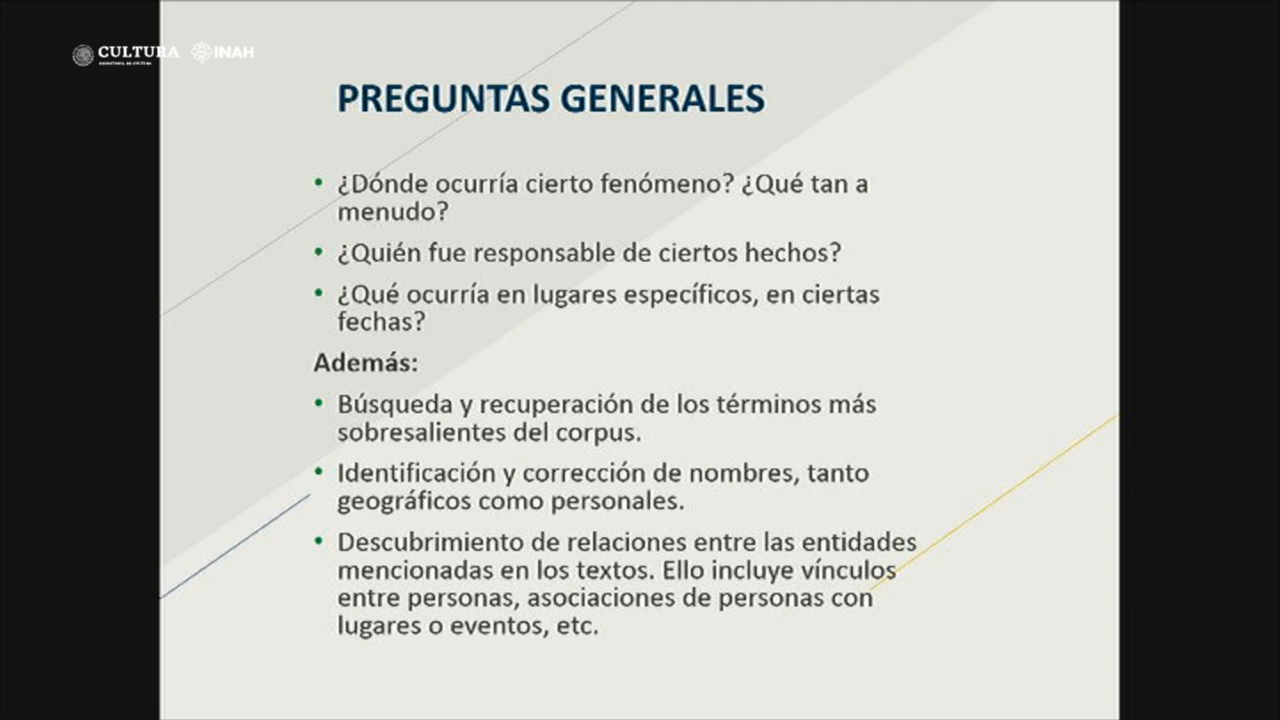 CULTURA
SECRETARÍA DE CULTURA
INAH
PREGUNTAS GENERALES
• ¿Dónde ocurría cierto fenómeno? ¿Qué tan a
menudo?
• ¿Quién fue responsable de ciertos hechos?
• ¿Qué ocurría en lugares específicos, en ciertas
fechas?
Además:
• Búsqueda y recuperación de los términos más
sobresalientes del corpus.
• Identificación y corrección de nombres, tanto
geográficos como personales.
• Descubrimiento de relaciones entre las entidades
mencionadas en los textos. Ello incluye vínculos
entre personas, asociaciones de personas con
lugares o eventos, etc.